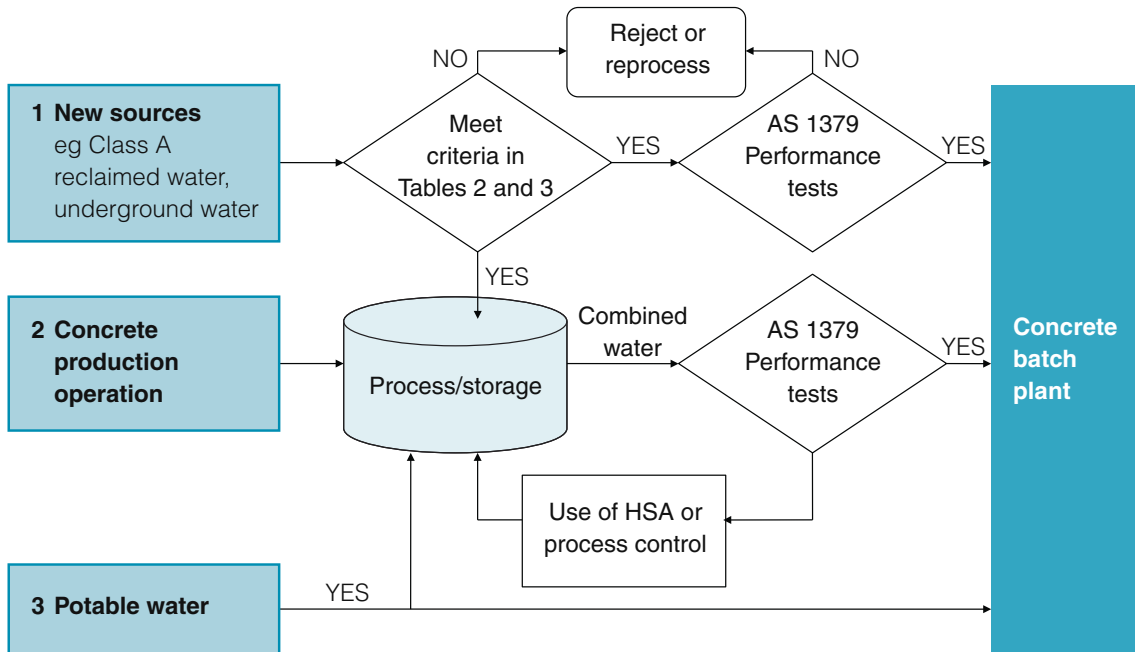 Reject or
reprocess
NO
NO
1 New sources
eg Class A
reclaimed water,
underground water
Meet
criteria in
Tables 2 and 3
YES
AS 1379
Performance
tests
YES
YES
2 Concrete
production
operation
Process/storage
Combined
water
AS 1379
Performance
tests
YES
Concrete
batch
plant
Use of HSA or
process control
3 Potable water
YES